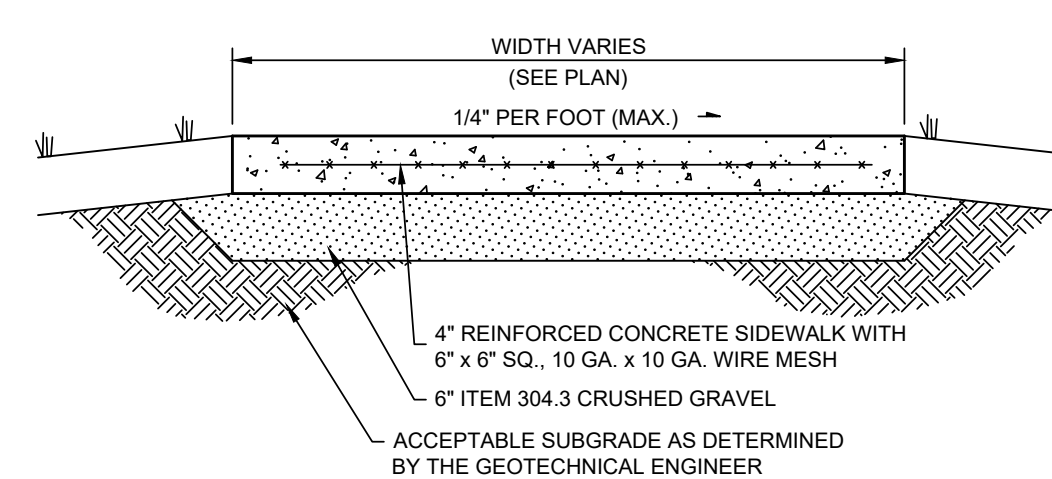 WIDTH VARIES
(SEE PLAN)
1/4" PER FOOT (MAX.)
4" REINFORCED CONCRETE SIDEWALK WITH
6" x 6" SQ., 10 GA. x 10 GA. WIRE MESH
6" ITEM 304.3 CRUSHED GRAVEL
ACCEPTABLE SUBGRADE AS DETERMINED
BY THE GEOTECHNICAL ENGINEER